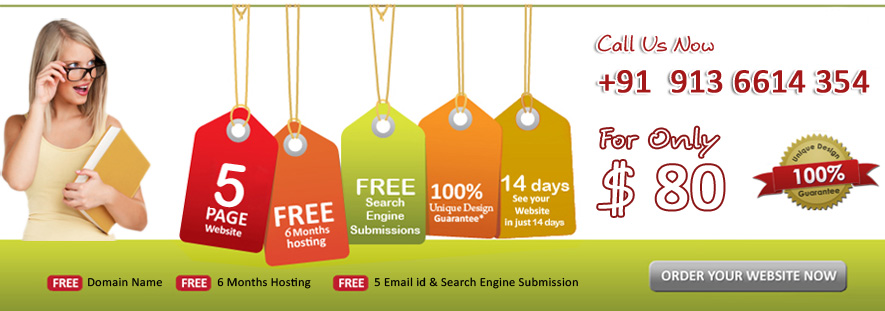 Call Us Now
+91 913 6614 354
For Only
$ 80
Unique Design
100%
Guarantee
5
PAGE
Website
FREE
6 Months
hosting
FREE
Search
Engine
Submissions
100%
Unique Design
Guarantee*
14 days
See your
Website
in just 14 days
FREE Domain Name
FREE 6 Months Hosting
FREE 5 Email id & Search Engine Submission
ORDER YOUR WEBSITE NOW